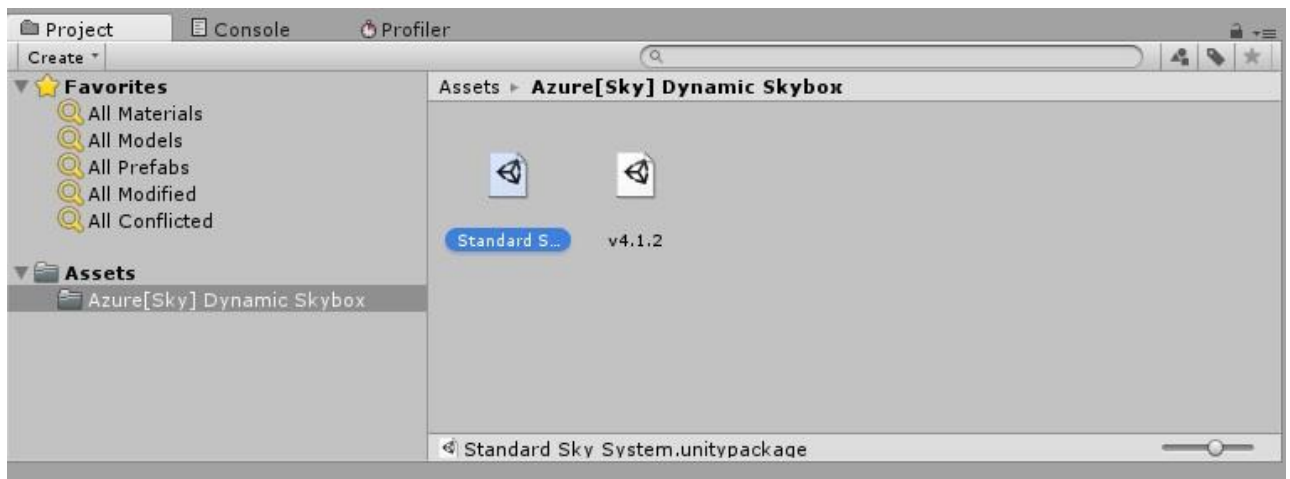 Project Console Profiler
Create
Favorites
All Materials
All Models
All Prefabs
All Modified
All Conflicted
Assets
Azure[Sky] Dynamic Skybox
Assets Azure[Sky] Dynamic Skybox
Standard S... v4.1.2
Standard Sky System.unitypackage